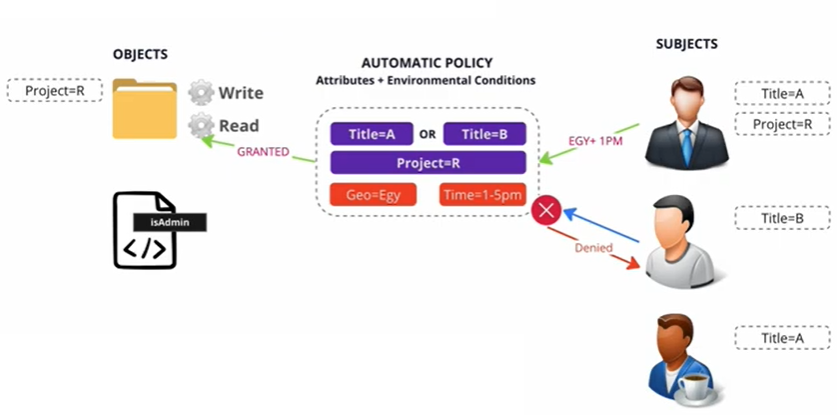 OBJECTS
Project=R
Write
Read
GRANTED
isAdmin
</>
AUTOMATIC POLICY
Attributes + Environmental Conditions
Title=A OR Title=B
Project=R
Geo=Egy Time=1-5pm
EGY+ 1PM
Denied
SUBJECTS
Title=A
Project=R
Title=B
Title=A